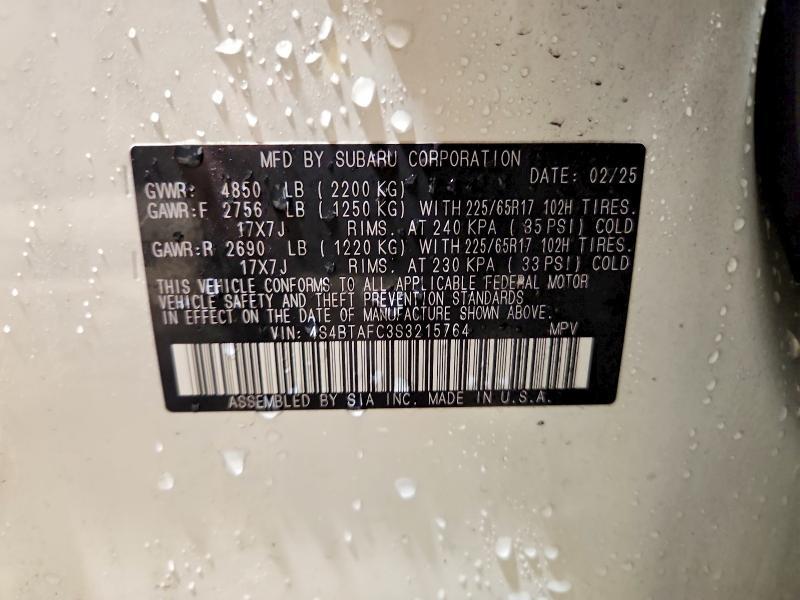 MFD BY SUBARU CORPORATION
DATE: 02/25
GVWR: 4850 LB ( 2200 KG)
GAWR:F 2756 LB ( 1250 KG) WITH 225/65R17 102H TIRES.
17X7J RIMS. AT 240 KPA ( 35 PSI) COLD
GAWR:R 2690 LB ( 1220 KG) WITH 225/65R17 102H TIRES.
17X7J RIMS. AT 230 KPA ( 33 PSI) COLD
THIS VEHICLE CONFORMS TO ALL APPLICABLE FEDERAL MOTOR
VEHICLE SAFETY AND THEFT PREVENTION STANDARDS
IN EFFECT ON THE DATE OF MANUFACTURE SHOWN ABOVE.
VIN: 4S4BTAFC3S3215764 MPV
ASSEMBLED BY SIA INC. MADE IN U.S.A.